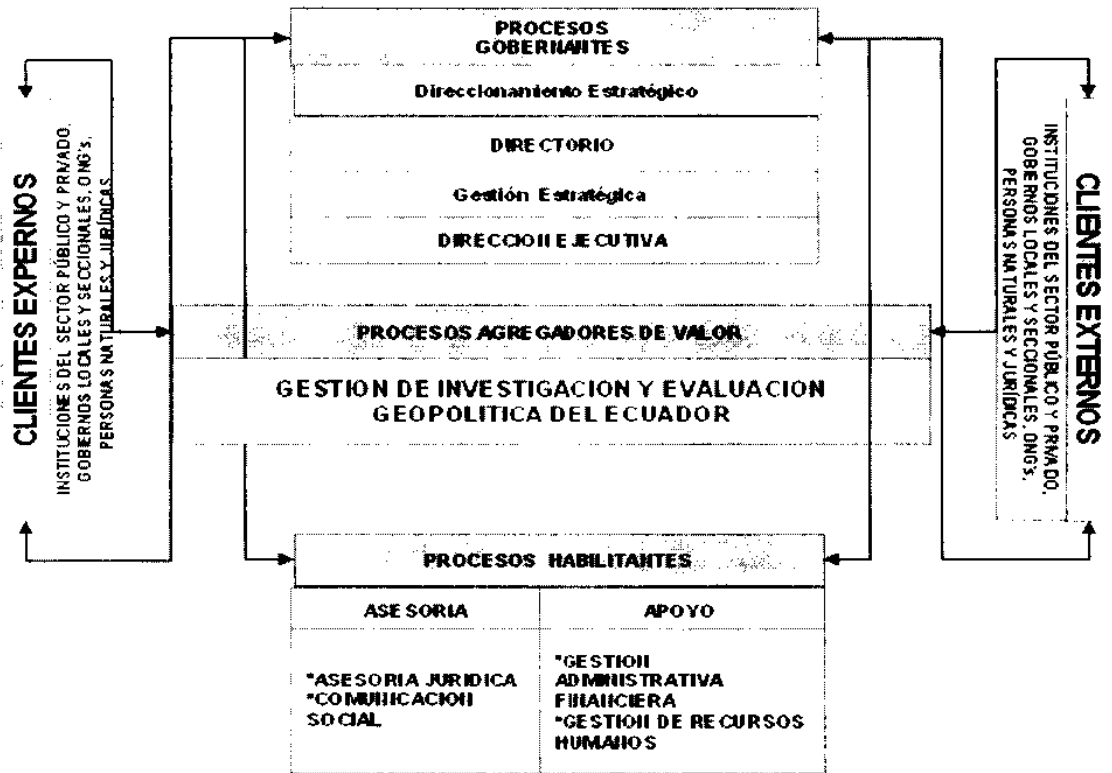 PROCESOS
GOBERNANTES
Direccionamiento Estratégico
DIRECTORIO
Gestión Estratégica
DIRECCION EJECUTIVA
CLIENTES EXPERNOS
INSTITUCIONES DEL SECTOR PÚBLICO Y PRIVADO,
GOBIERNOS LOCALES Y SECCIONALES, ONG's,
PERSONAS NATURALES Y JURÍDICAS
PROCESOS AGREGADORES DE VALOR
GESTION DE INVESTIGACION Y EVALUACION
GEOPOLITICA DEL ECUADOR
CLIENTES EXTERNOS
INSTITUCIONES DEL SECTOR PÚBLICO Y PRIVADO,
GOBIERNOS LOCALES Y SECCIONALES, ONG's,
PERSONAS NATURALES Y JURÍDICAS
PROCESOS HABILITANTES
ASESORIA
APOYO
*ASESORIA JURIDICA
*COMUNICACION
SOCIAL
*GESTION
ADMINISTRATIVA
FINANCIERA
*GESTION DE RECURSOS
HUMANOS